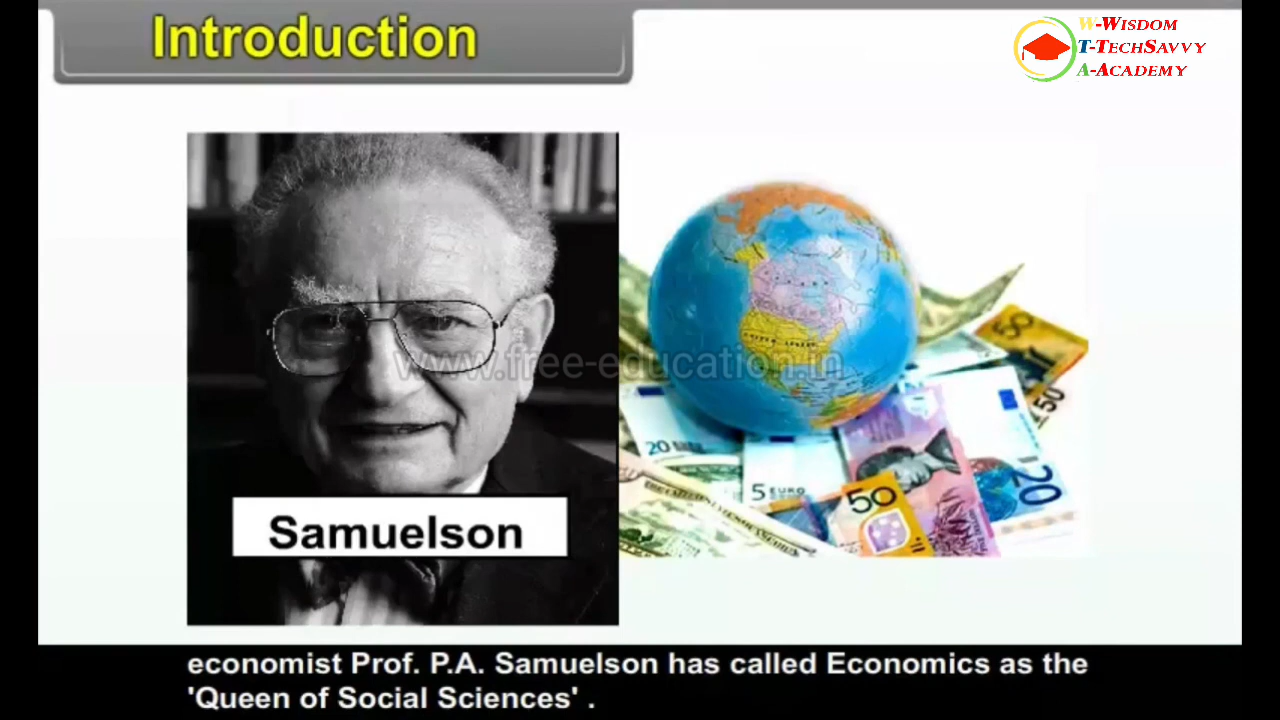 Introduction
W-WISDOM
T-TECHSAVVY
A-ACADEMY
www.free-education.in
Samuelson
50
50
20
5 EURO
50
20
economist Prof. P.A. Samuelson has called Economics as the
'Queen of Social Sciences' .